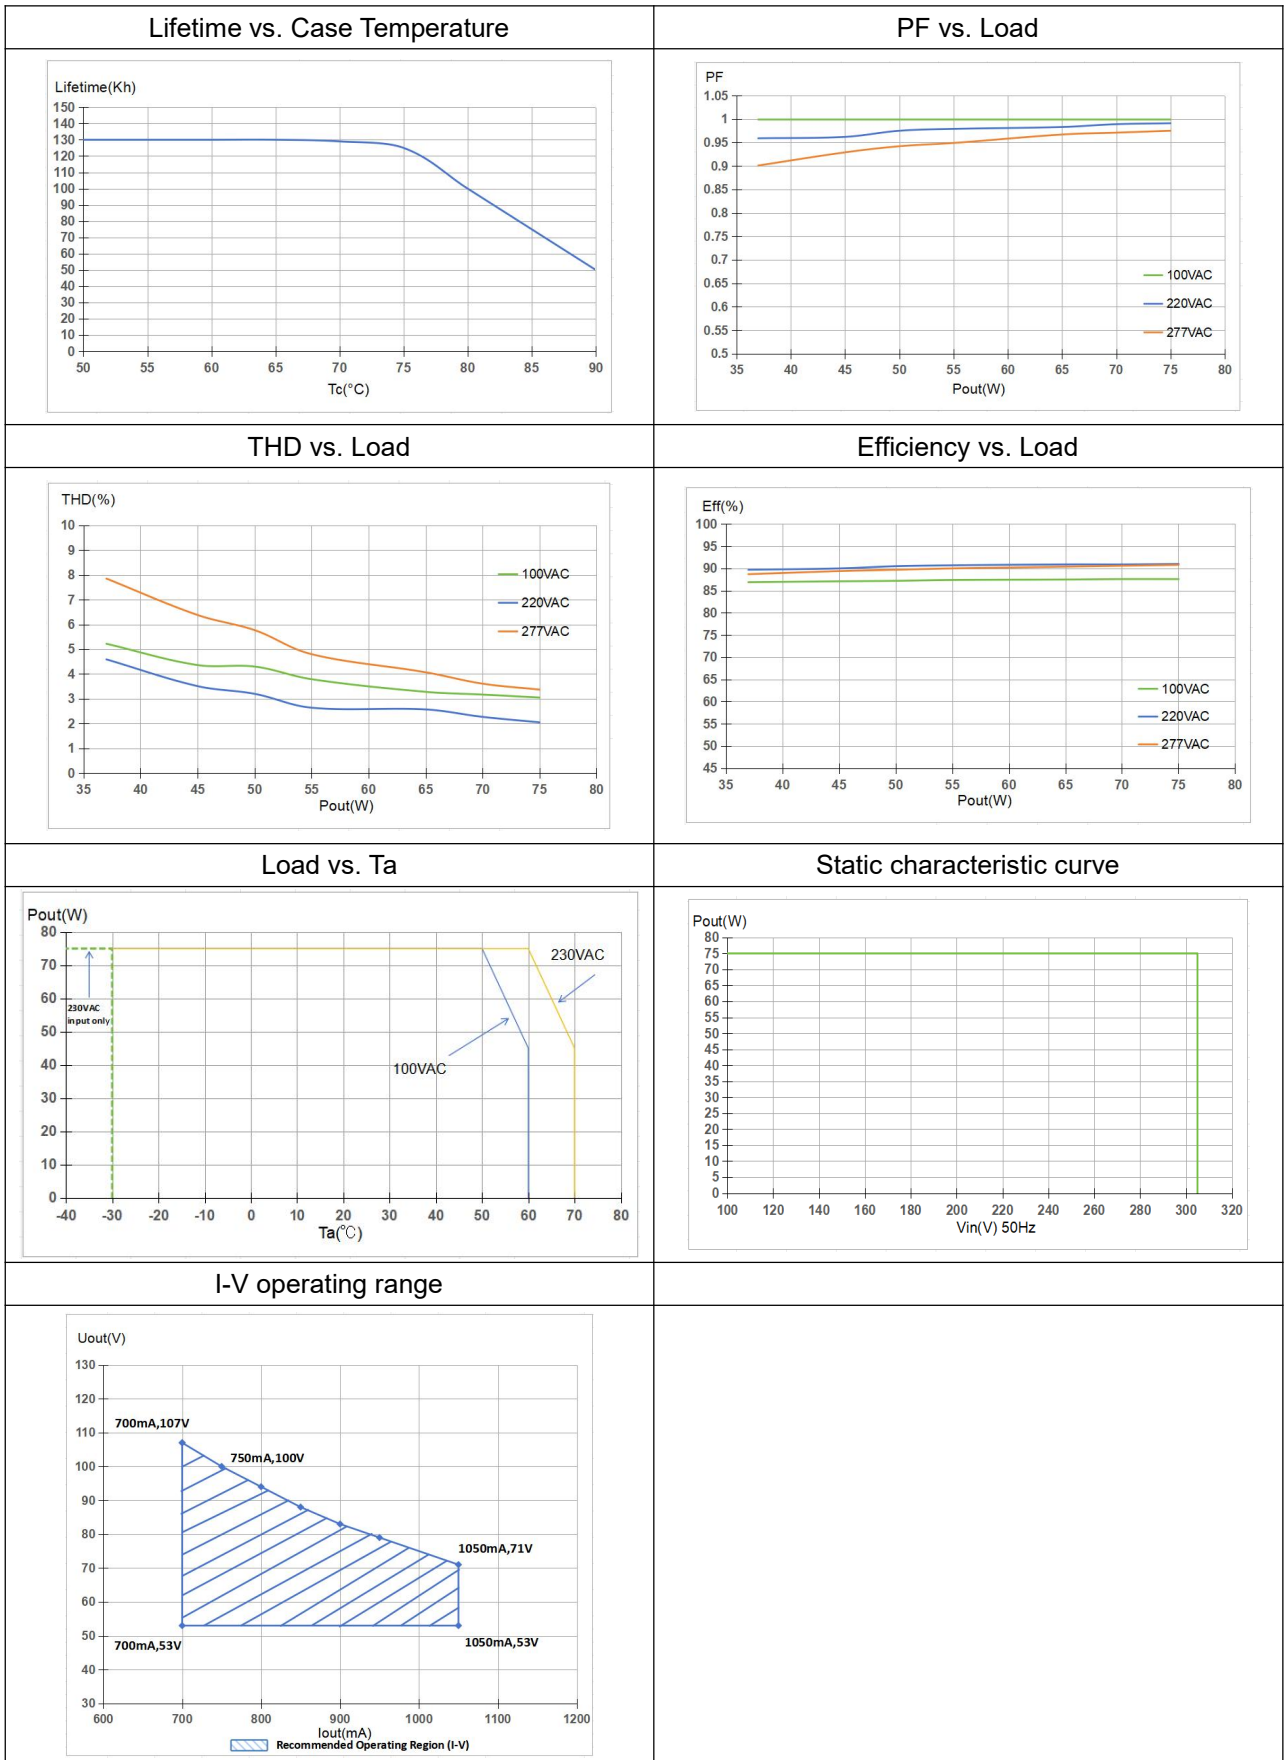 Lifetime vs. Case Temperature
PF vs. Load
Lifetime(Kh)
150
140
130
120
110
100
90
80
70
60
50
40
30
20
10
0
50 55 60 65 70 75 80 85 90
Tc(°C)
PF
1.05
1
0.95
0.9
0.85
0.8
0.75
0.7
0.65
0.6
0.55
0.5
100VAC
220VAC
277VAC
35 40 45 50 55 60 65 70 75 80
Pout(W)
THD vs. Load
Efficiency vs. Load
THD(%)
10
9
8
7
6
5
4
3
2
1
0
100VAC
220VAC
277VAC
35 40 45 50 55 60 65 70 75 80
Pout(W)
Eff(%)
100
95
90
85
80
75
70
65
60
55
50
45
100VAC
220VAC
277VAC
35 40 45 50 55 60 65 70 75 80
Pout(W)
Load vs. Ta
Static characteristic curve
Pout(W)
80
70
60
50
40
30
20
10
0
230VAC
230VAC
input only
100VAC
-40 -30 -20 -10 0 10 20 30 40 50 60 70 80
Ta(℃)
Pout(W)
80
75
70
65
60
55
50
45
40
35
30
25
20
15
10
5
0
100 120 140 160 180 200 220 240 260 280 300 320
Vin(V) 50Hz
I-V operating range
Uout(V)
130
120
110
100
90
80
70
60
50
40
30
700mA,107V
750mA,100V
1050mA,71V
700mA,53V
1050mA,53V
600 700 800 900 1000 1100 1200
Iout(mA)
Recommended Operating Region (I-V)